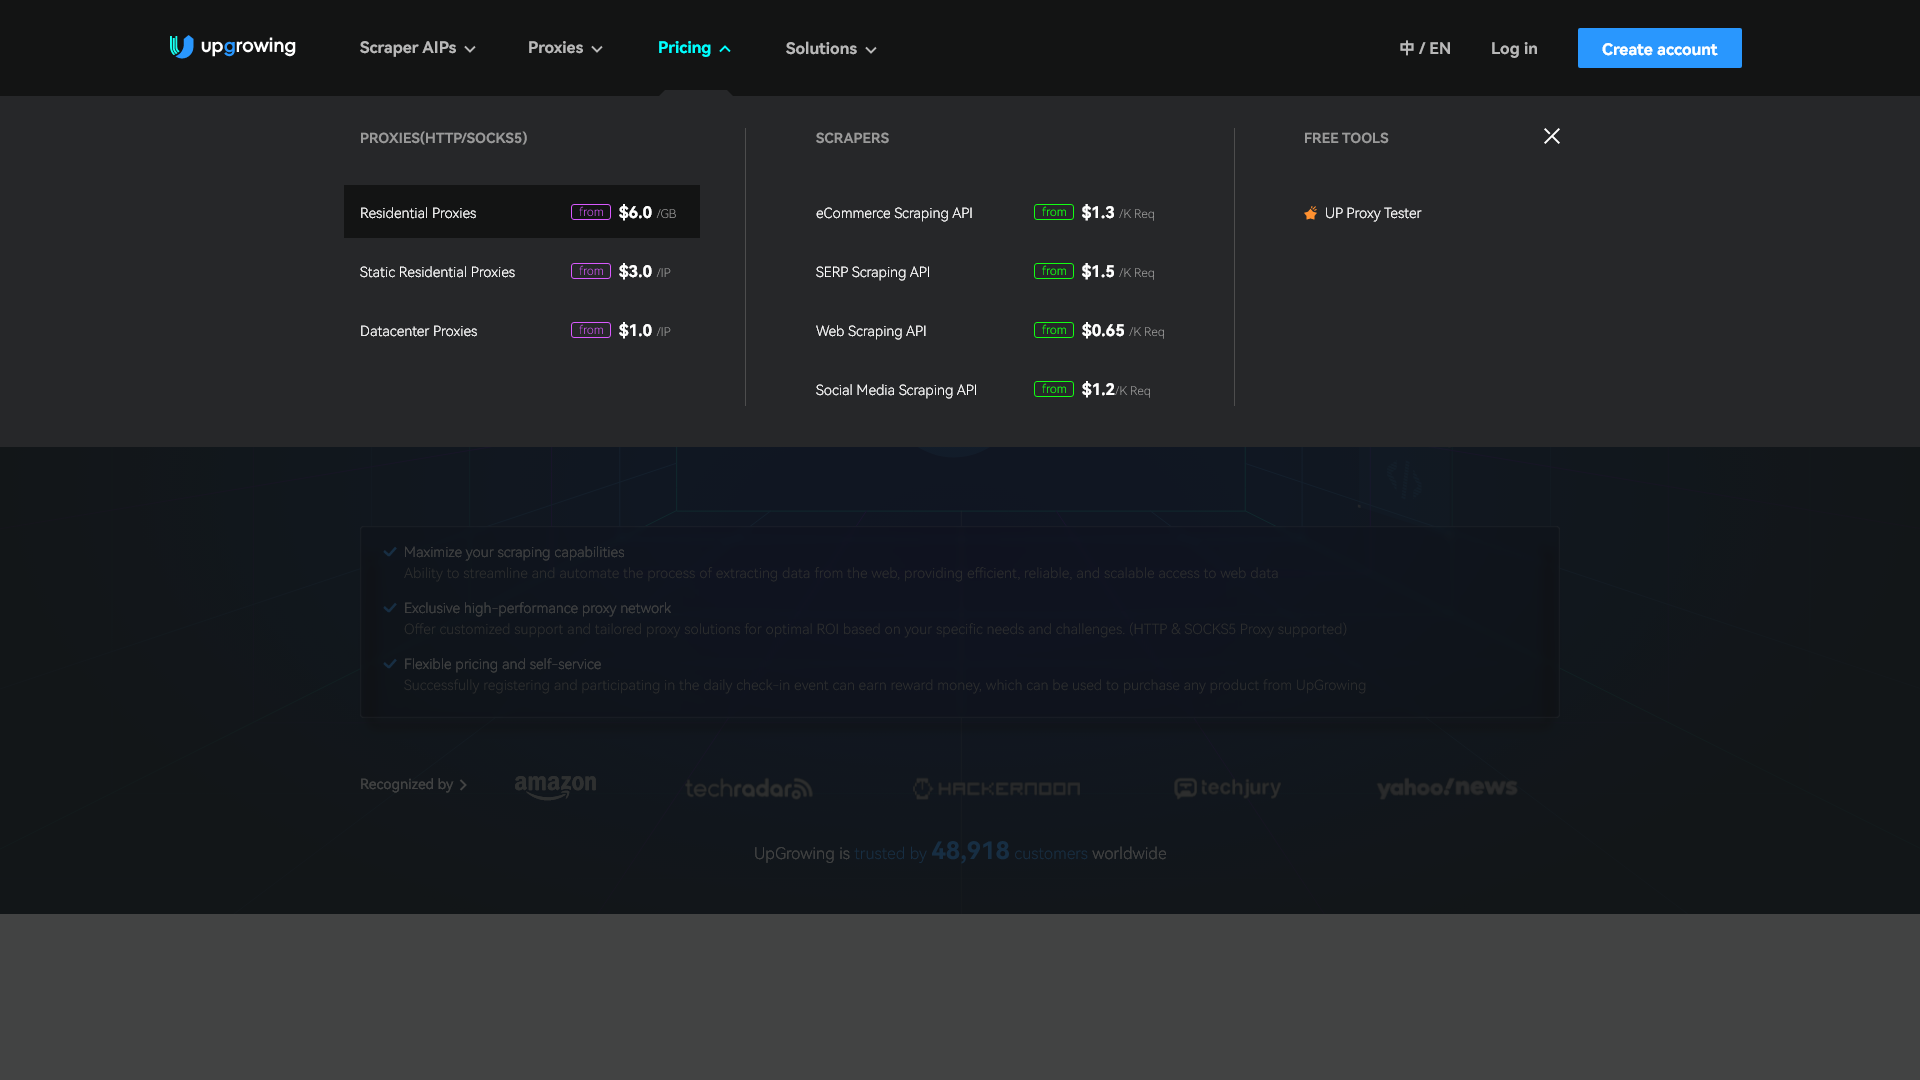 upgrowing
Scraper AIPs
Proxies
Pricing
Solutions
中 / EN
Log in
Create account
PROXIES(HTTP/SOCKS5)
Residential Proxies from $6.0 /GB
Static Residential Proxies from $3.0 /IP
Datacenter Proxies from $1.0 /IP
SCRAPERS
eCommerce Scraping API from $1.3 /K Req
SERP Scraping API from $1.5 /K Req
Web Scraping API from $0.65 /K Req
Social Media Scraping API from $1.2/K Req
FREE TOOLS
UP Proxy Tester
Maximize your scraping capabilities
Ability to streamline and automate the process of extracting data from the web, providing efficient, reliable, and scalable access to web data
Exclusive high-performance proxy network
Offer customized support and tailored proxy solutions for optimal ROI based on your specific needs and challenges. (HTTP & SOCKS5 Proxy supported)
Flexible pricing and self-service
Successfully registering and participating in the daily check-in event can earn reward money, which can be used to purchase any product from UpGrowing
Recognized by
amazon
techradar
HACKERNOON
techjury
yahoo!news
UpGrowing is trusted by 48,918 customers worldwide